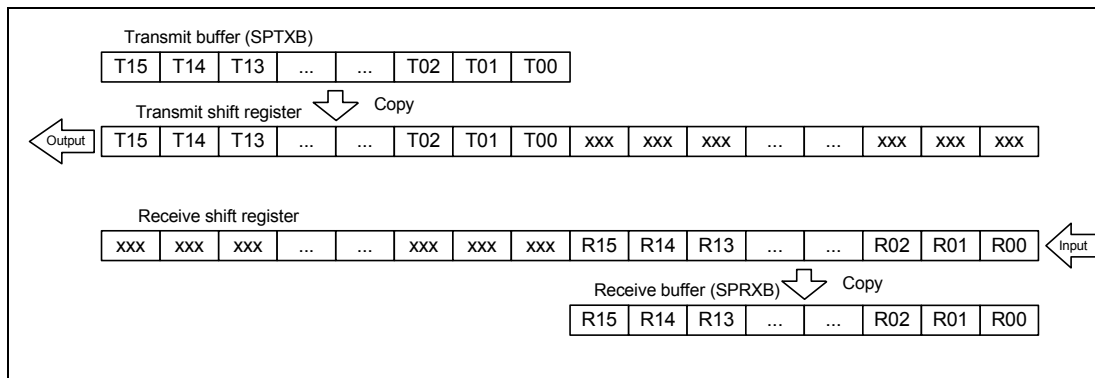 Transmit buffer (SPTXB)
T15 T14 T13 ... ... T02 T01 T00
Copy
Transmit shift register
Output
T15 T14 T13 ... ... T02 T01 T00 xxx xxx xxx ... ... xxx xxx xxx
Receive shift register
xxx xxx xxx ... ... xxx xxx xxx R15 R14 R13 ... ... R02 R01 R00
Input
Receive buffer (SPRXB)
Copy
R15 R14 R13 ... ... R02 R01 R00